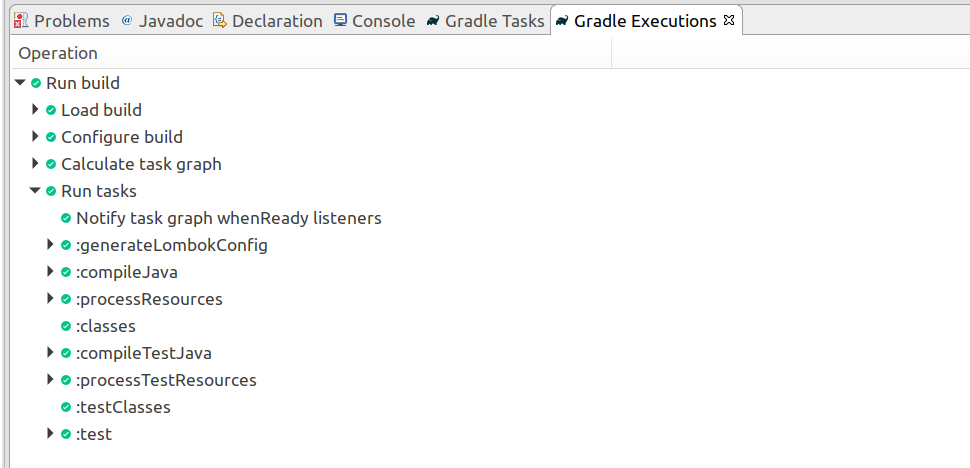 Problems @ Javadoc Declaration Console Gradle Tasks Gradle Executions
Operation
Run build
Load build
Configure build
Calculate task graph
Run tasks
Notify task graph whenReady listeners
:generateLombokConfig
:compileJava
:processResources
:classes
:compileTestJava
:processTestResources
:testClasses
:test